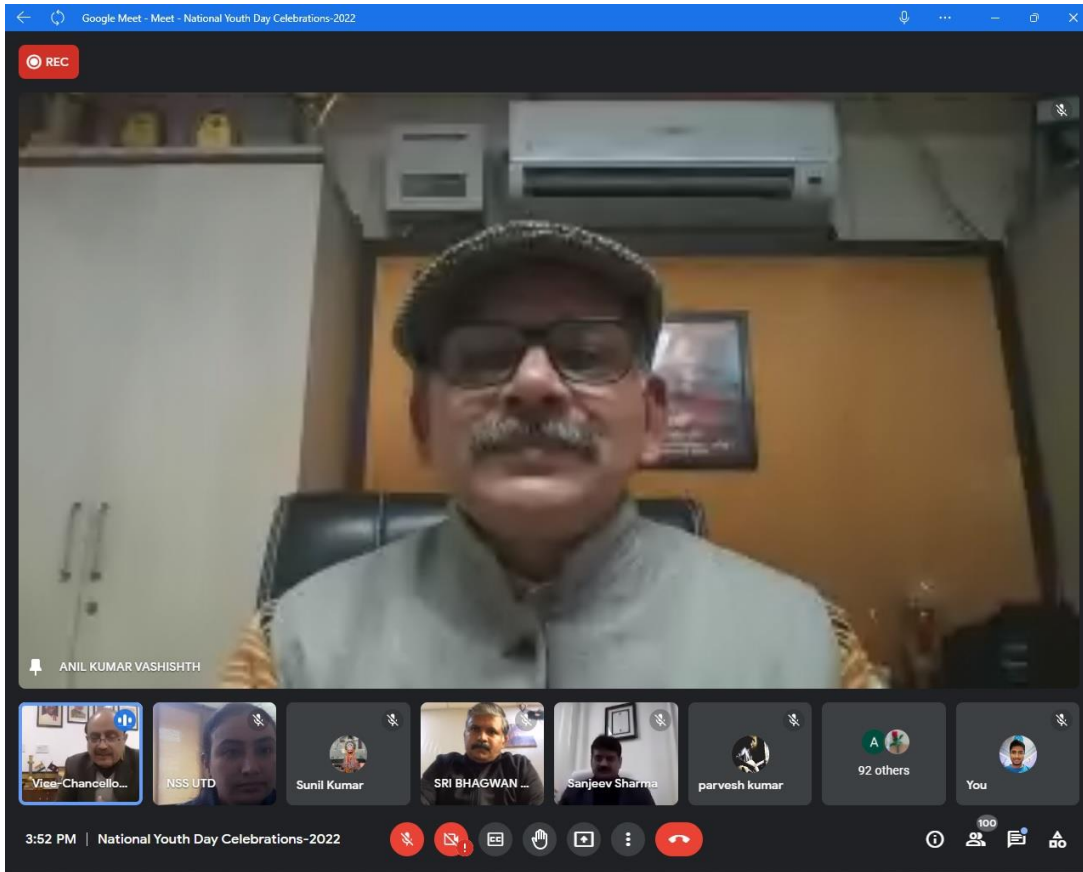 Google Meet - Meet - National Youth Day Celebrations-2022
REC
ANIL KUMAR VASHISHTH
Vice-Chancello...
NSS UTD
Sunil Kumar
SRI BHAGWAN ...
Sanjeev Sharma
parvesh kumar
A
92 others
You
3:52 PM | National Youth Day Celebrations-2022
CC
100